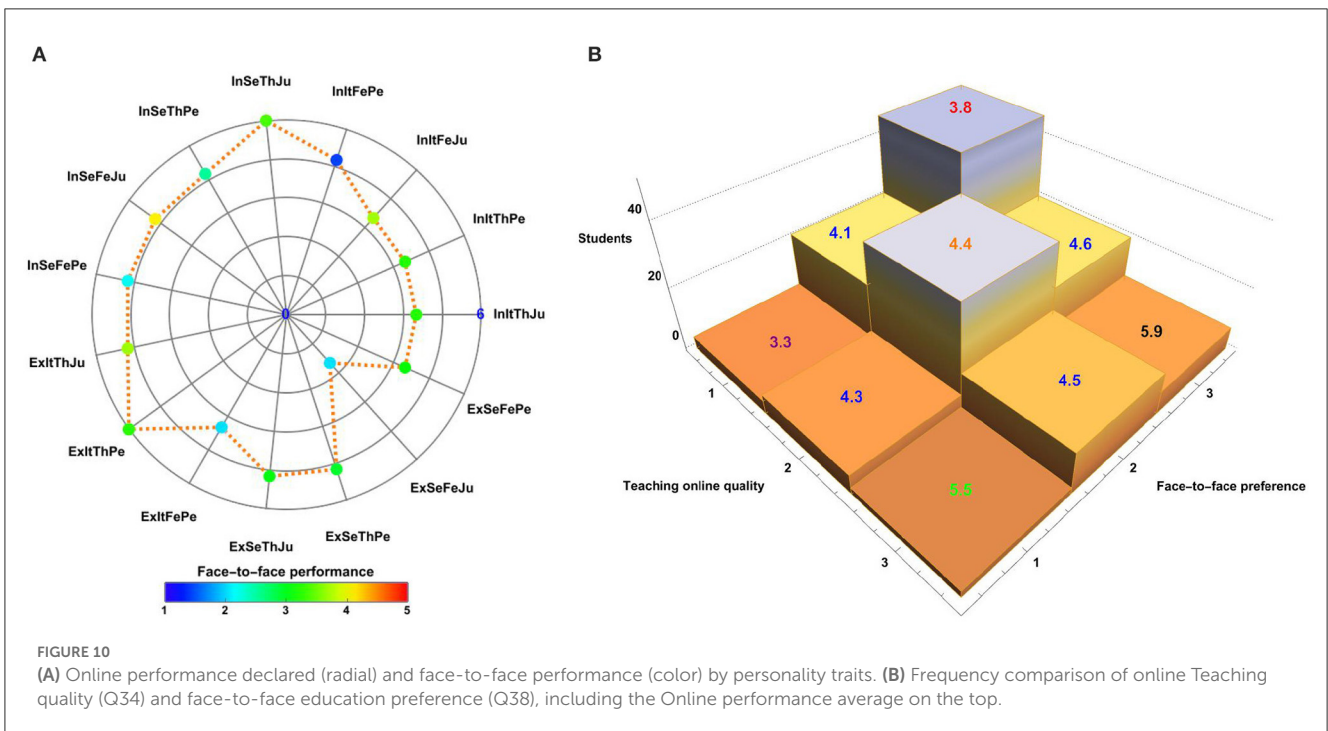 A
InSeThJu
InItFePe
InSeThPe
InItFeJu
InSeFeJu
InItThPe
InSeFePe
0
6
InItThJu
ExItThJu
ExSeFePe
ExItThPe
ExSeFeJu
ExItFePe
ExSeThPe
ExSeThJu
Face–to–face performance
1 2 3 4 5
B
3.8
40
Students
4.1
4.4
4.6
20
0
3.3
5.9
1
4.3
4.5
3
2
Teaching online quality
5.5
2
Face–to–face preference
3
1
FIGURE 10
(A) Online performance declared (radial) and face-to-face performance (color) by personality traits. (B) Frequency comparison of online Teaching
quality (Q34) and face-to-face education preference (Q38), including the Online performance average on the top.